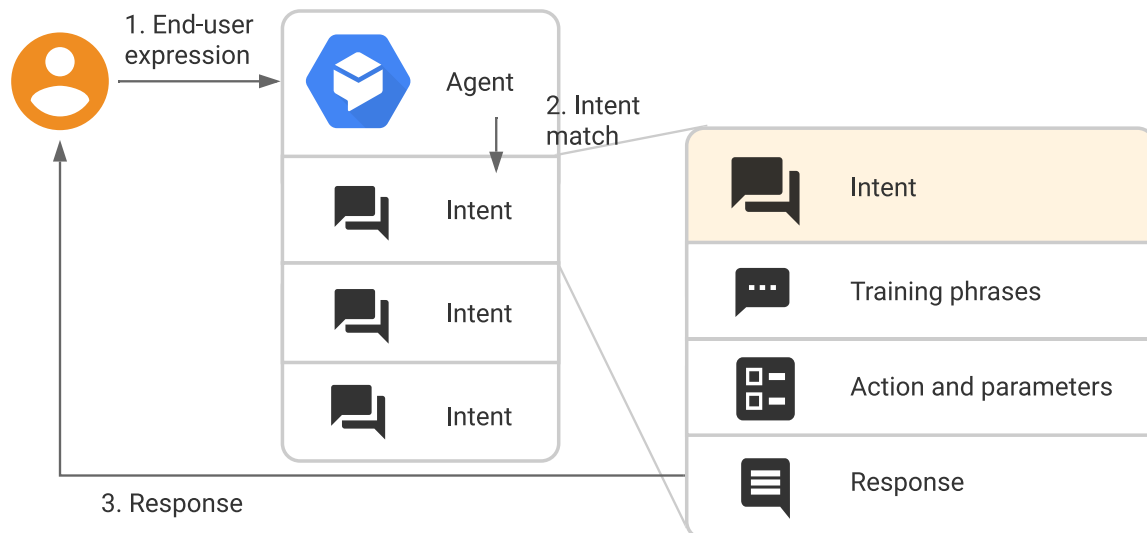 1. End-user
expression
Agent
2. Intent
match
Intent
Intent
Intent
Intent
Training phrases
Action and parameters
Response
3. Response